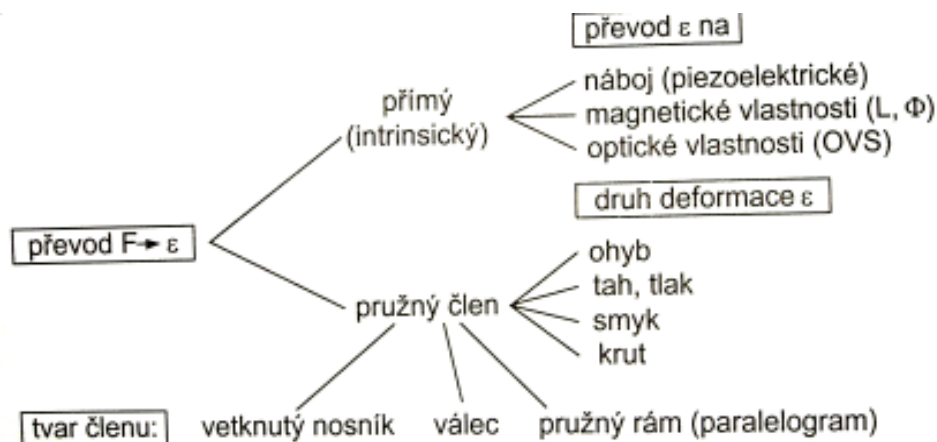 převod ε na
náboj (piezoelektrické)
přímý
magnetické vlastnosti (L, Φ)
(intrinsický)
optické vlastnosti (OVS)
druh deformace ε
převod F→ ε
ohyb
tah, tlak
pružný člen
smyk
krut
tvar členu: vetknutý nosník válec pružný rám (paralelogram)